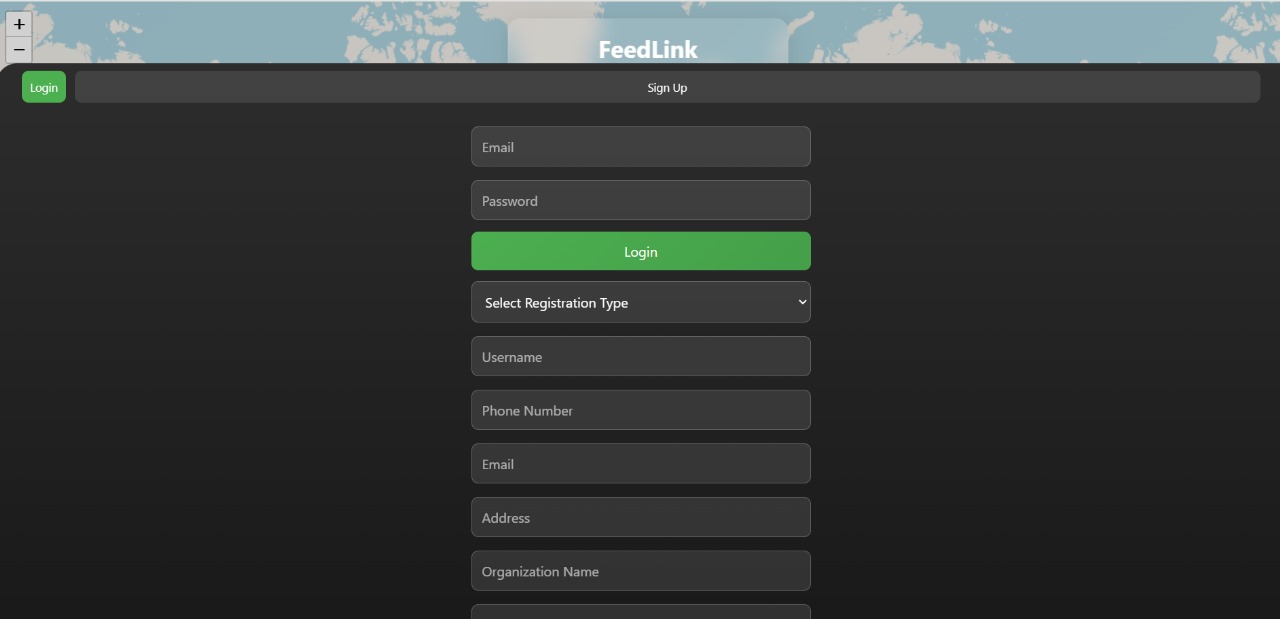 +
−
FeedLink
Login
Sign Up
Email
Password
Login
Select Registration Type
Username
Phone Number
Email
Address
Organization Name